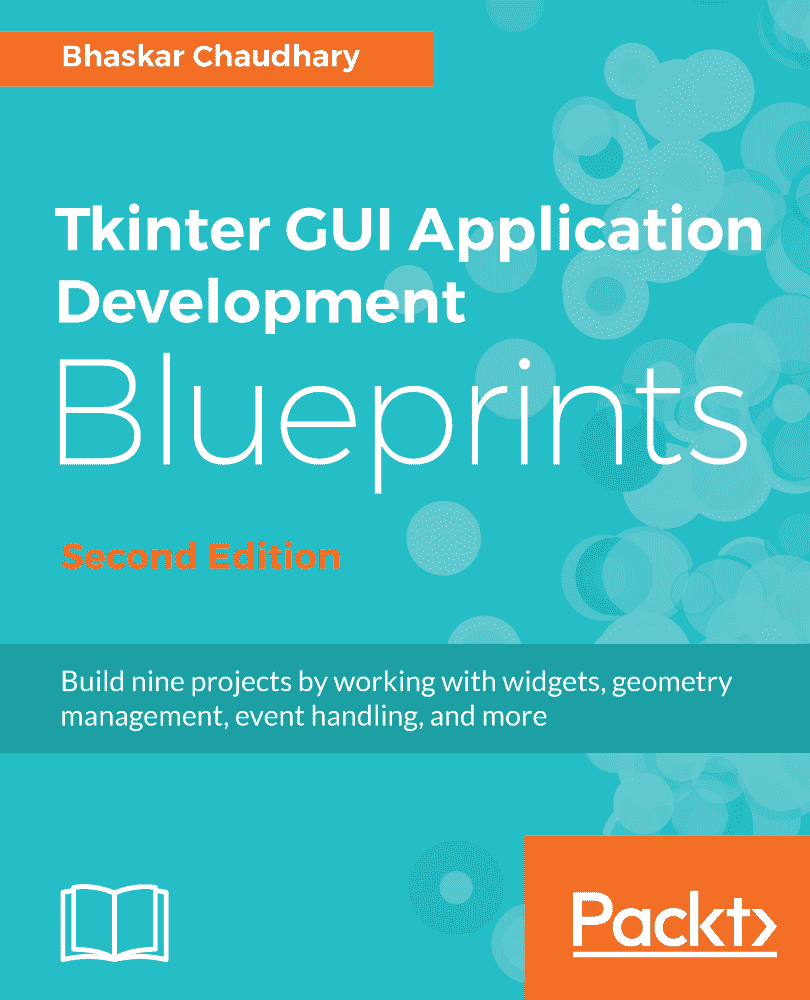 Bhaskar Chaudhary
Tkinter GUI Application
Development
Blueprints
Second Edition
Build nine projects by working with widgets, geometry
management, event handling, and more
Packt>